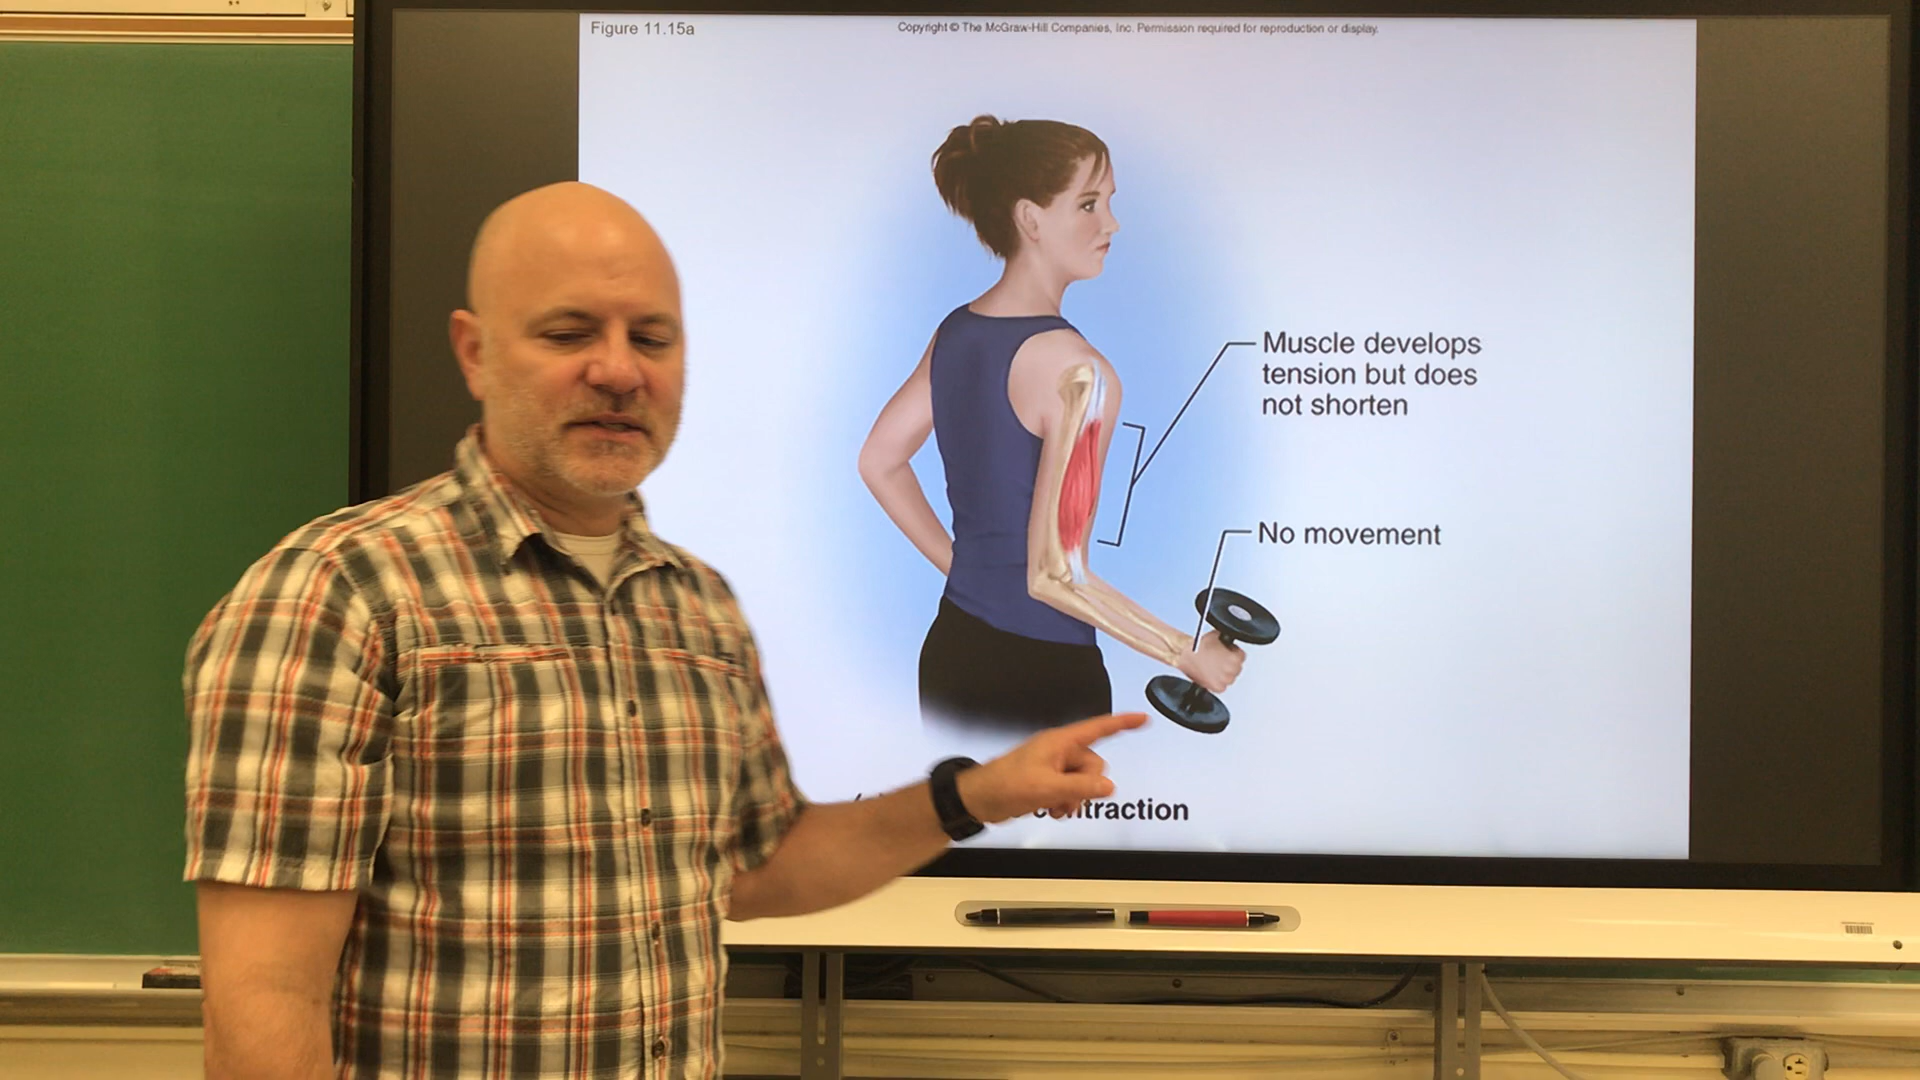 Figure 11.15a
Copyright © The McGraw-Hill Companies, Inc. Permission required for reproduction or display.
Muscle develops
tension but does
not shorten
No movement
contraction